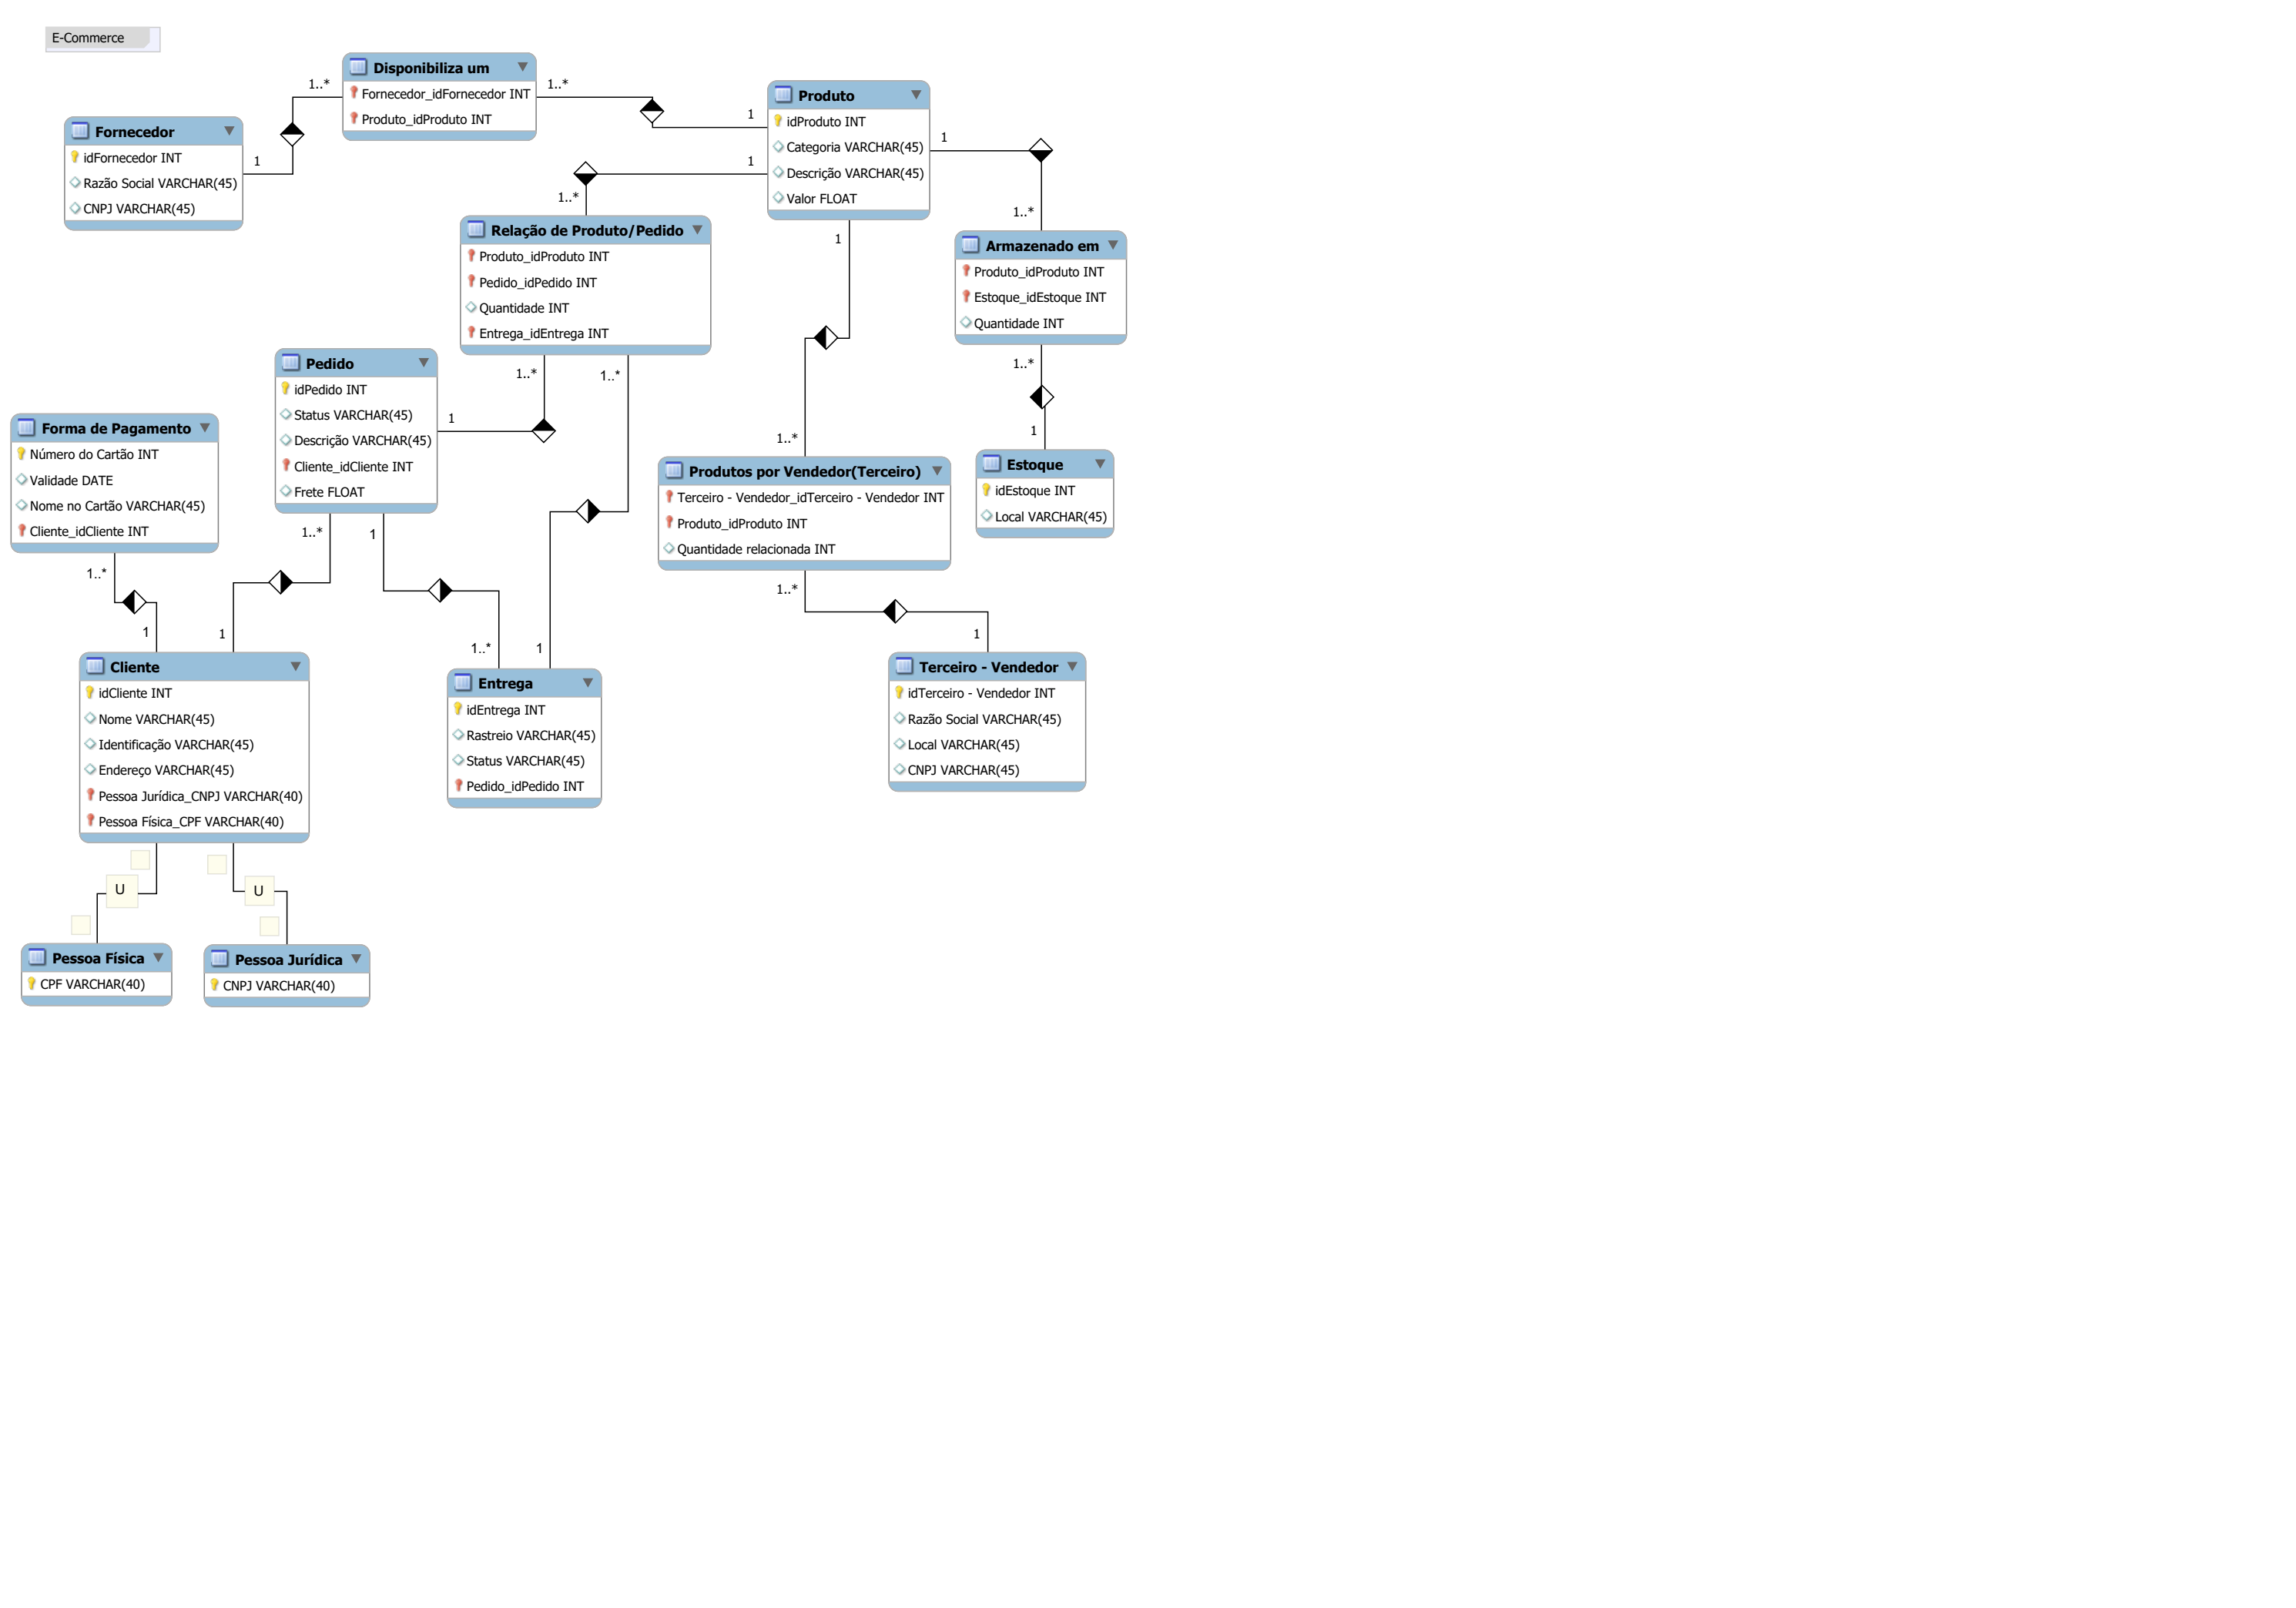 E-Commerce
Disponibiliza um
Fornecedor_idFornecedor INT
Produto_idProduto INT
1..*
1..*
Fornecedor
idFornecedor INT
Razão Social VARCHAR(45)
CNPJ VARCHAR(45)
1
Produto
idProduto INT
Categoria VARCHAR(45)
Descrição VARCHAR(45)
Valor FLOAT
1
1
1
1
Relação de Produto/Pedido
Produto_idProduto INT
Pedido_idPedido INT
Quantidade INT
Entrega_idEntrega INT
1..*
1..*
1..*
Armazenado em
Produto_idProduto INT
Estoque_idEstoque INT
Quantidade INT
1..*
1..*
Pedido
idPedido INT
Status VARCHAR(45)
Descrição VARCHAR(45)
Cliente_idCliente INT
Frete FLOAT
1
1..*
1
Forma de Pagamento
Número do Cartão INT
Validade DATE
Nome no Cartão VARCHAR(45)
Cliente_idCliente INT
1..*
Produtos por Vendedor(Terceiro)
Terceiro - Vendedor_idTerceiro - Vendedor INT
Produto_idProduto INT
Quantidade relacionada INT
1..*
1..*
Estoque
idEstoque INT
Local VARCHAR(45)
1
Cliente
idCliente INT
Nome VARCHAR(45)
Identificação VARCHAR(45)
Endereço VARCHAR(45)
Pessoa Jurídica_CNPJ VARCHAR(40)
Pessoa Física_CPF VARCHAR(40)
1
1
Entrega
idEntrega INT
Rastreio VARCHAR(45)
Status VARCHAR(45)
Pedido_idPedido INT
1..*
1
Terceiro - Vendedor
idTerceiro - Vendedor INT
Razão Social VARCHAR(45)
Local VARCHAR(45)
CNPJ VARCHAR(45)
1
U
U
Pessoa Física
CPF VARCHAR(40)
Pessoa Jurídica
CNPJ VARCHAR(40)